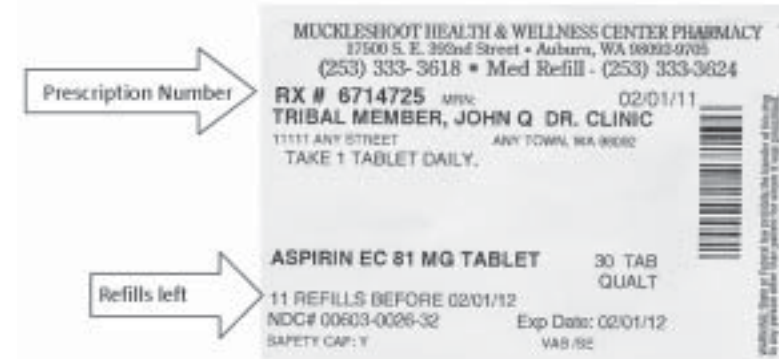 MUCKLESHOOT HEALTH & WELLNESS CENTER PHARMACY
17500 S. E. 392nd Street • Auburn, WA 98092-9705
(253) 333- 3618 • Med Refill - (253) 333-3624
Prescription Number
RX # 6714725 MRN: 02/01/11
TRIBAL MEMBER, JOHN Q DR. CLINIC
11111 ANY STREET ANY TOWN, WA 98092
TAKE 1 TABLET DAILY.
ASPIRIN EC 81 MG TABLET 30 TAB
QUALT
Refills left
11 REFILLS BEFORE 02/01/12
NDC# 00603-0026-32 Exp Date: 02/01/12
SAFETY CAP: Y VAB /SE